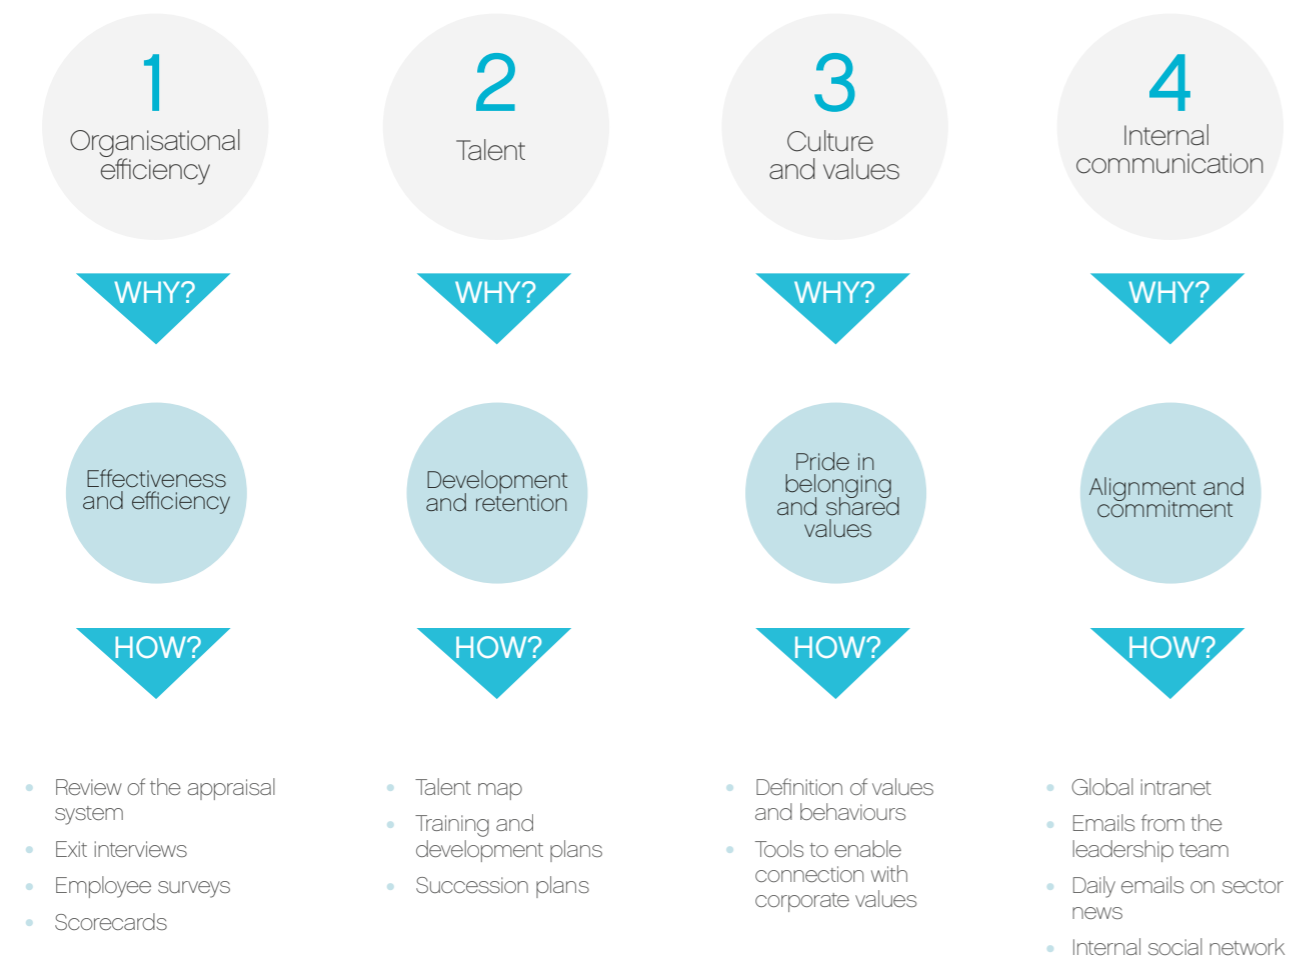 1
Organisational
efficiency
WHY?
Effectiveness
and efficiency
HOW?
• Review of the appraisal
system
• Exit interviews
• Employee surveys
• Scorecards
2
Talent
WHY?
Development
and retention
HOW?
• Talent map
• Training and
development plans
• Succession plans
3
Culture
and values
WHY?
Pride in
belonging
and shared
values
HOW?
• Definition of values
and behaviours
• Tools to enable
connection with
corporate values
4
Internal
communication
WHY?
Alignment and
commitment
HOW?
• Global intranet
• Emails from the
leadership team
• Daily emails on sector
news
• Internal social network